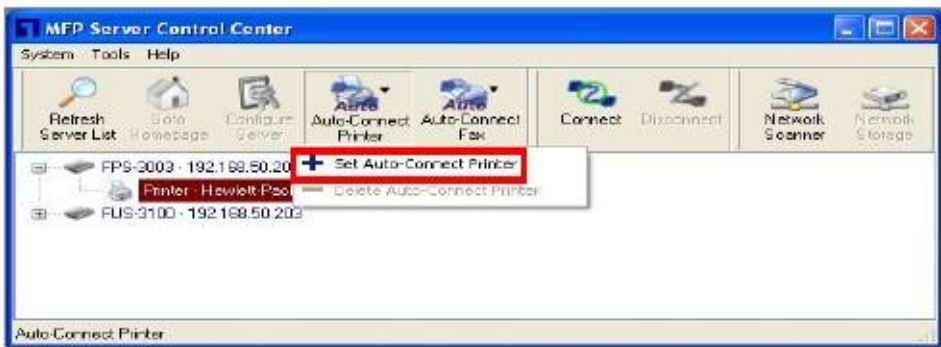 MFP Server Control Center
System Tools Help
Refresh Server List
Goto Homepage
Configure Server
Auto
Auto-Connect Printer
Auto
Auto-Connect Fax
Connect
Disconnect
Network Scanner
Network Storage
FPS-3003 - 192.168.50.20
Set Auto-Connect Printer
Printer - Hewlett-Pac
Delete Auto-Connect Printer
FUS-3100 - 192.168.50.203
Auto-Connect Printer